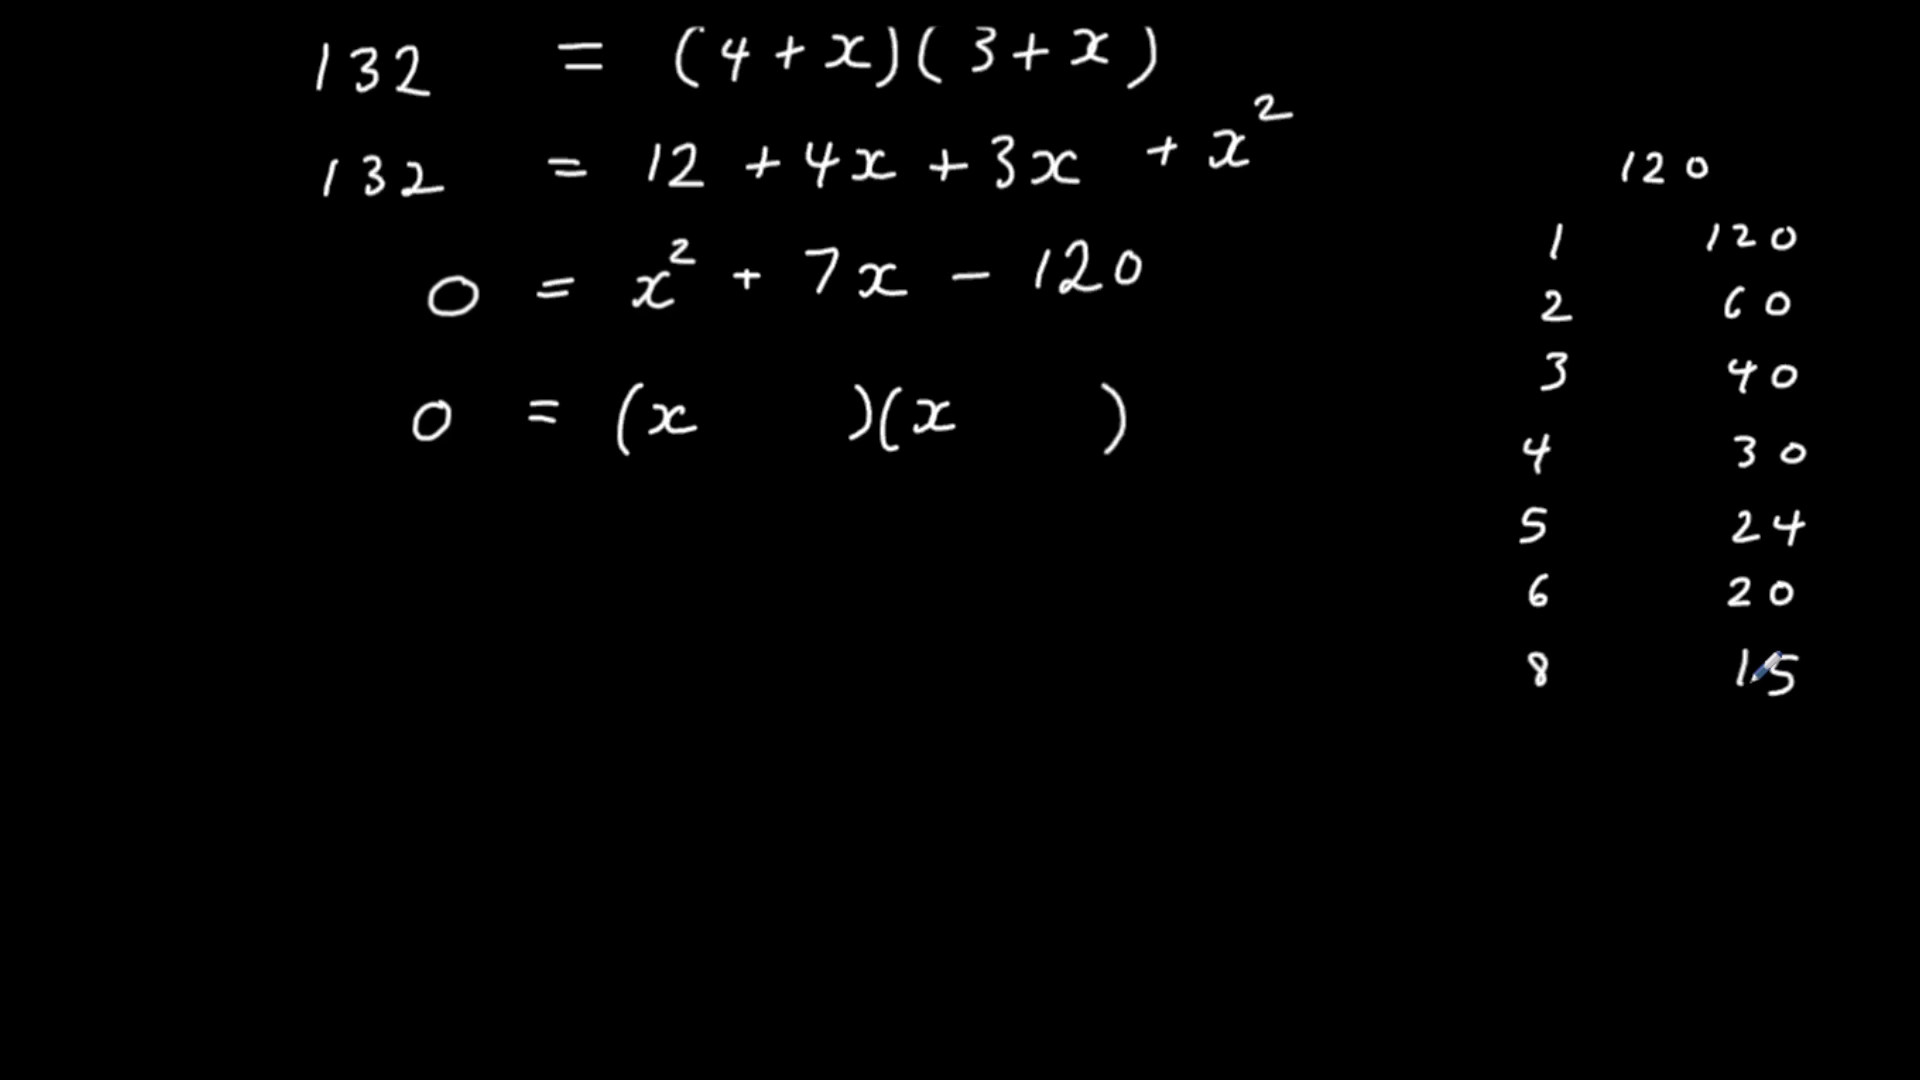 132 = (4 + x)(3 + x)
132 = 12 + 4x + 3x + x²
0 = x² + 7x - 120
0 = (x )(x )
120
1 120
2 60
3 40
4 30
5 24
6 20
8 15